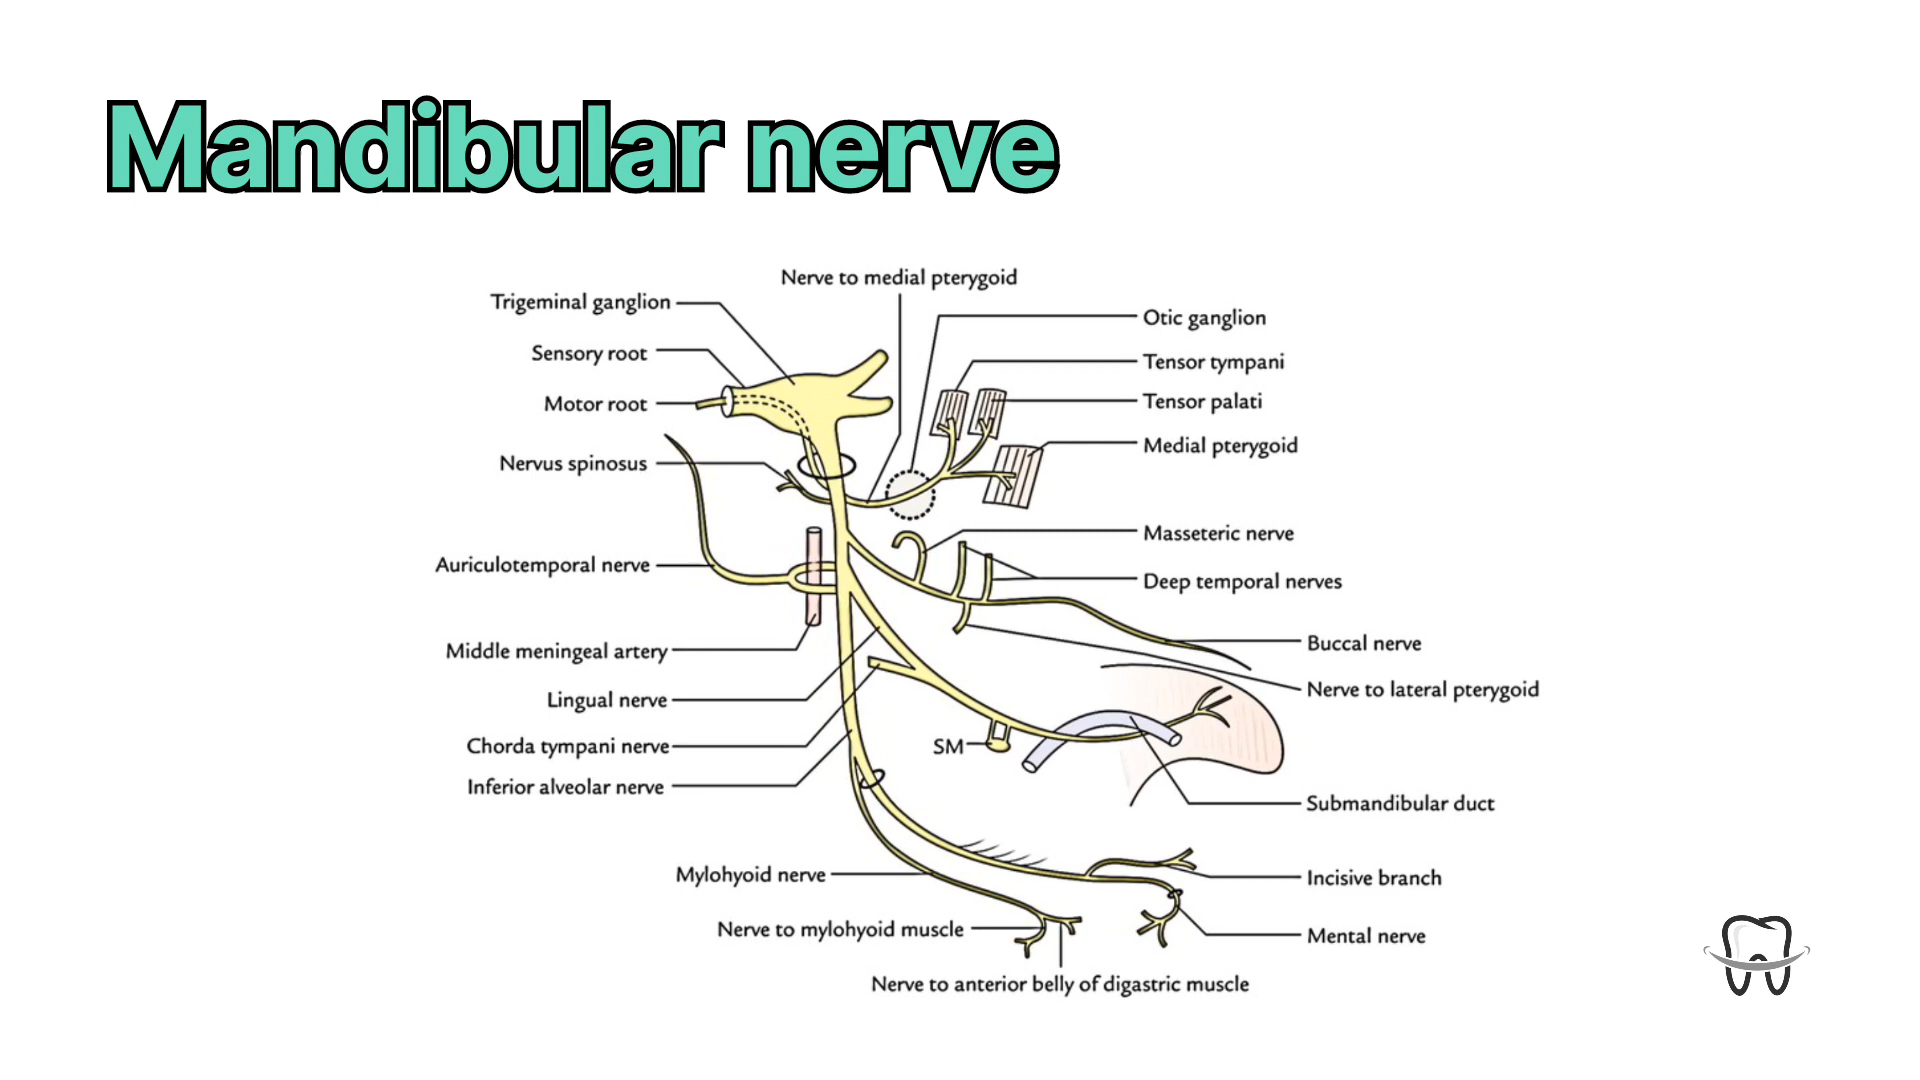 Mandibular nerve
Nerve to medial pterygoid
Trigeminal ganglion
Otic ganglion
Sensory root
Tensor tympani
Motor root
Tensor palati
Medial pterygoid
Nervus spinosus
Masseteric nerve
Auriculotemporal nerve
Deep temporal nerves
Middle meningeal artery
Buccal nerve
Lingual nerve
Nerve to lateral pterygoid
Chorda tympani nerve
SM
Inferior alveolar nerve
Submandibular duct
Mylohyoid nerve
Incisive branch
Nerve to mylohyoid muscle
Mental nerve
Nerve to anterior belly of digastric muscle